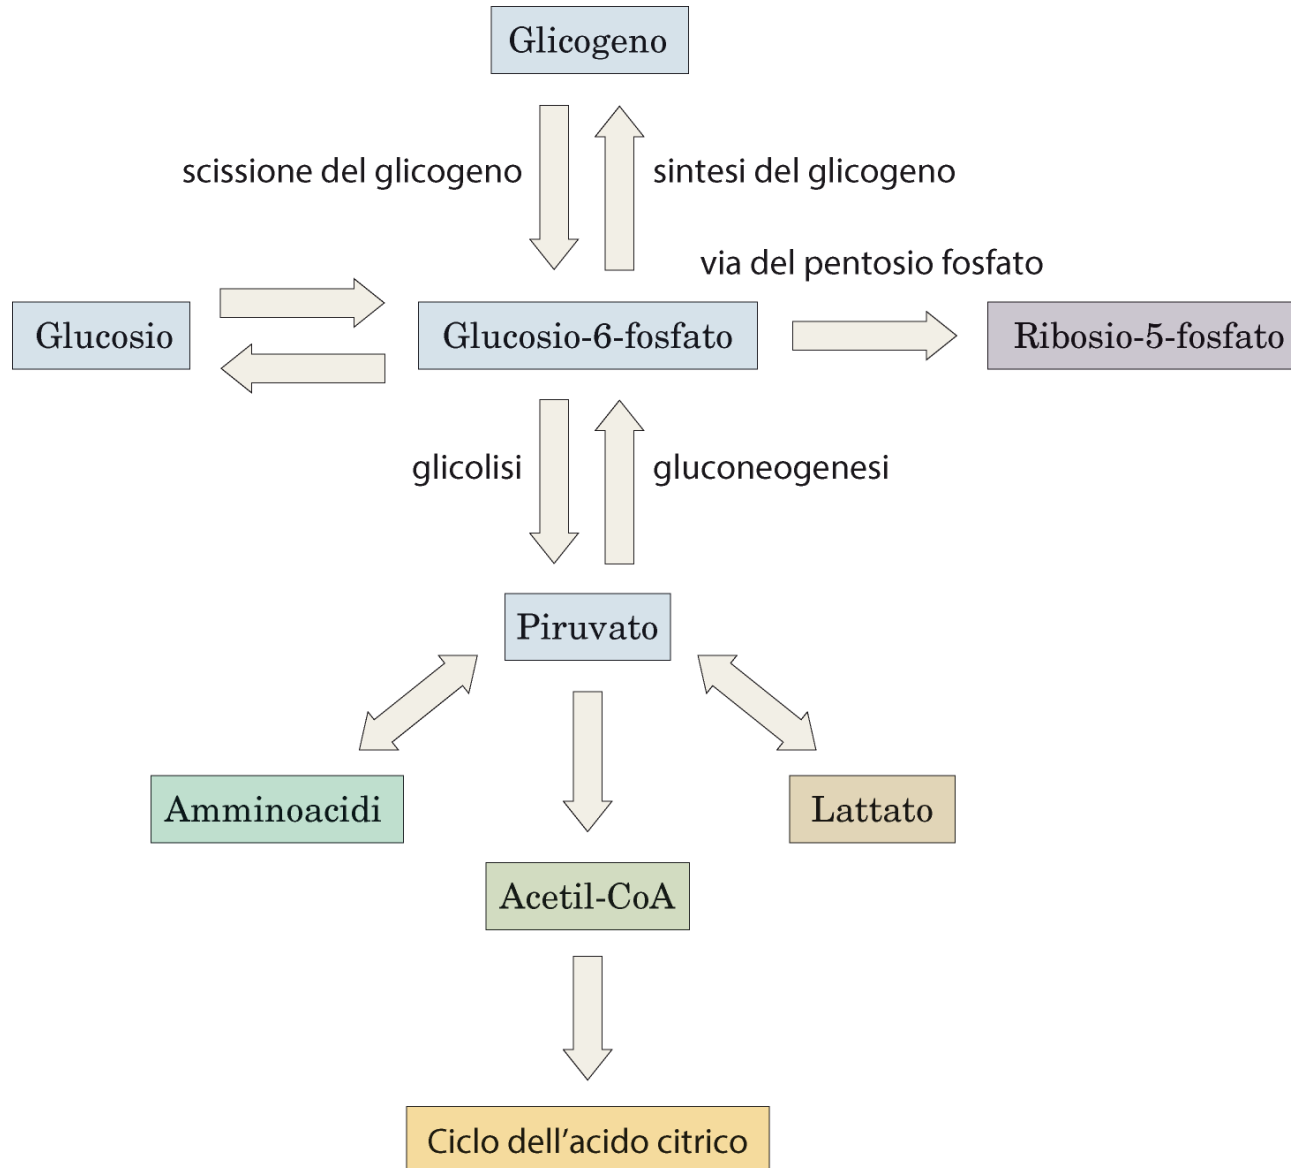 Glicogeno
scissione del glicogeno
sintesi del glicogeno
via del pentosio fosfato
Glucosio
Glucosio-6-fosfato
Ribosio-5-fosfato
glicolisi
gluconeogenesi
Piruvato
Amminoacidi
Lattato
Acetil-CoA
Ciclo dell’acido citrico